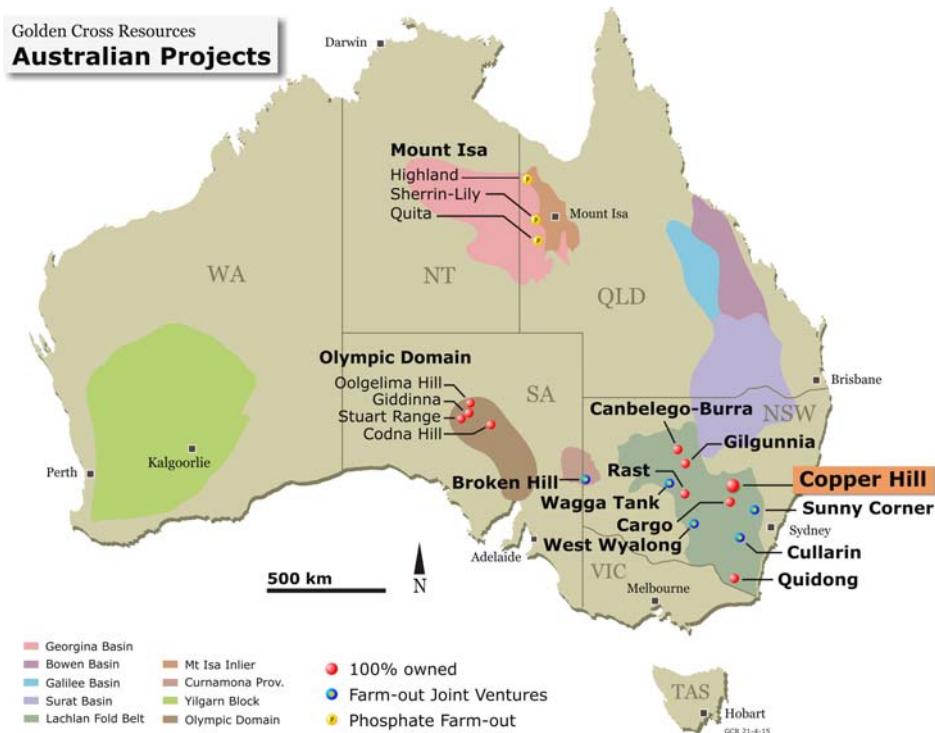 Golden Cross Resources
Australian Projects
Darwin
Mount Isa
Highland
Sherrin-Lily
Quita
Mount Isa
WA
NT
QLD
Olympic Domain
Oolgelima Hill
Giddinna
Stuart Range
Codna Hill
SA
Brisbane
Canbelego-Burra
NSW
Gilgunnia
Perth
Kalgoorlie
Broken Hill
Rast
Copper Hill
Wagga Tank
Sunny Corner
Cargo
Sydney
West Wyalong
Cullarin
Adelaide
VIC
Quidong
500 km
N
Melbourne
Georgina Basin
Bowen Basin
Galilee Basin
Surat Basin
Lachlan Fold Belt
Mt Isa Inlier
Curnamona Prov.
Yilgarn Block
Olympic Domain
100% owned
Farm-out Joint Ventures
P Phosphate Farm-out
TAS
Hobart
GCR 21-4-15